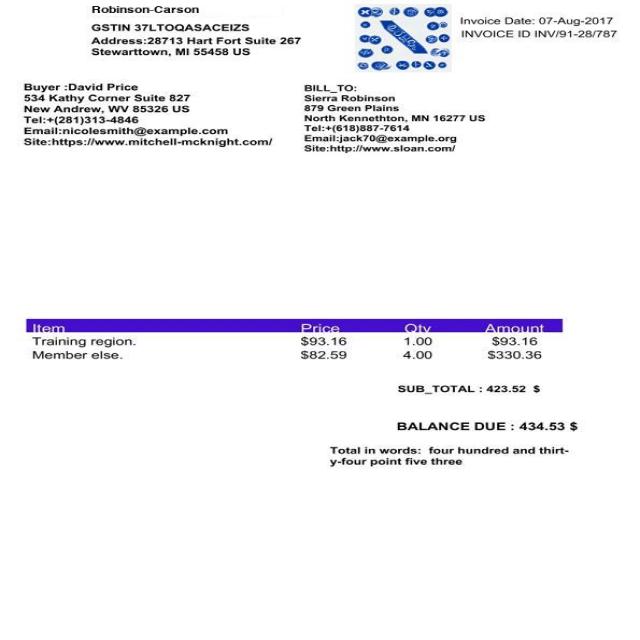 Robinson-Carson
GSTIN 37LTOQASACEIZS
Address:28713 Hart Fort Suite 267
Stewarttown, MI 55458 US
Invoice Date: 07-Aug-2017
INVOICE ID INV/91-28/787
Buyer :David Price
534 Kathy Corner Suite 827
New Andrew, WV 85326 US
Tel:+(281)313-4846
Email:nicolesmith@example.com
Site:https://www.mitchell-mcknight.com/
BILL_TO:
Sierra Robinson
879 Green Plains
North Kennethton, MN 16277 US
Tel:+(618)887-7614
Email:jack70@example.org
Site:http://www.sloan.com/
Item Price Qty Amount
Training region. $93.16 1.00 $93.16
Member else. $82.59 4.00 $330.36
SUB_TOTAL : 423.52 $
BALANCE DUE : 434.53 $
Total in words: four hundred and thirt-
y-four point five three